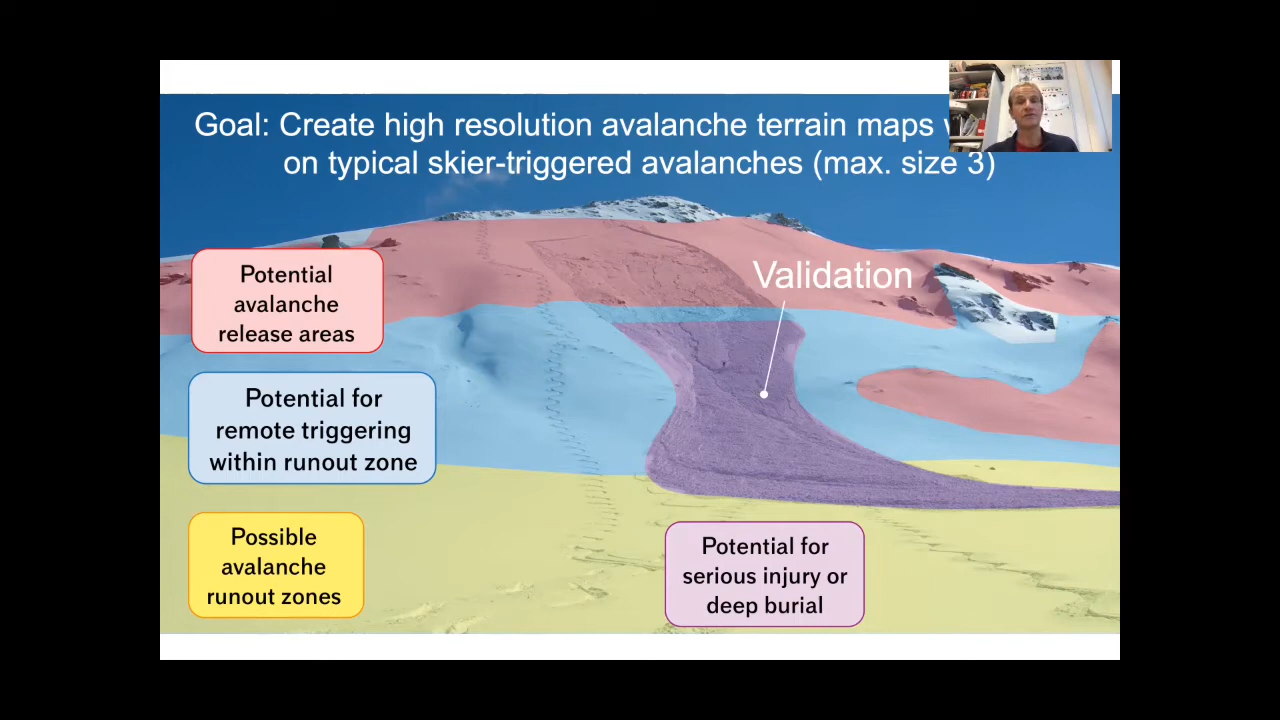 Goal: Create high resolution avalanche terrain maps
on typical skier-triggered avalanches (max. size 3)
Validation
Potential
avalanche
release areas
Potential for
remote triggering
within runout zone
Possible
avalanche
runout zones
Potential for
serious injury or
deep burial